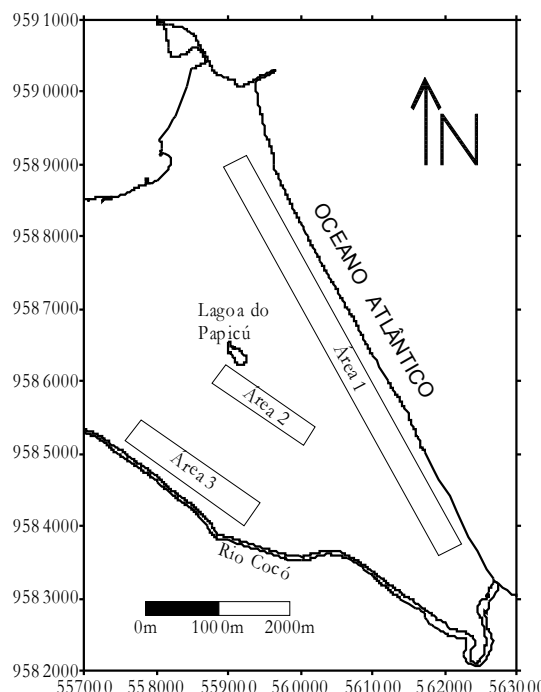 9591000
9590000
9589000
9588000
9587000
9586000
9585000
9584000
9583000
9582000
N
OCEANO ATLÂNTICO
Lagoa do
Papicú
Área 1
Área 2
Área 3
Rio Cocó
0m 1000m 2000m
557000 558000 559000 560000 561000 562000 563000